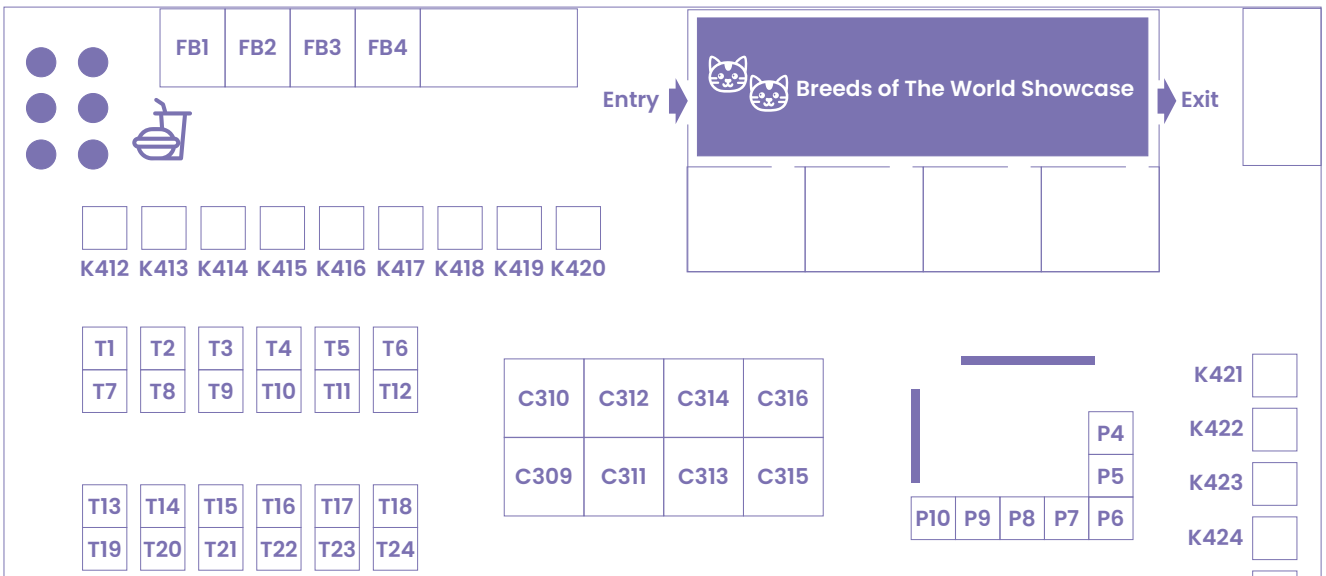 FB1 FB2 FB3 FB4
Entry
Breeds of The World Showcase
Exit
K412 K413 K414 K415 K416 K417 K418 K419 K420
T1 T2 T3 T4 T5 T6
T7 T8 T9 T10 T11 T12
T13 T14 T15 T16 T17 T18
T19 T20 T21 T22 T23 T24
C310 C312 C314 C316
C309 C311 C313 C315
P4
P5
P10 P9 P8 P7 P6
K421
K422
K423
K424